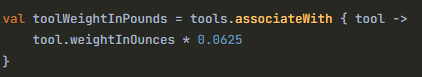 val toolWeightInPounds = tools.associateWith { tool ->
    tool.weightInOunces * 0.0625
}